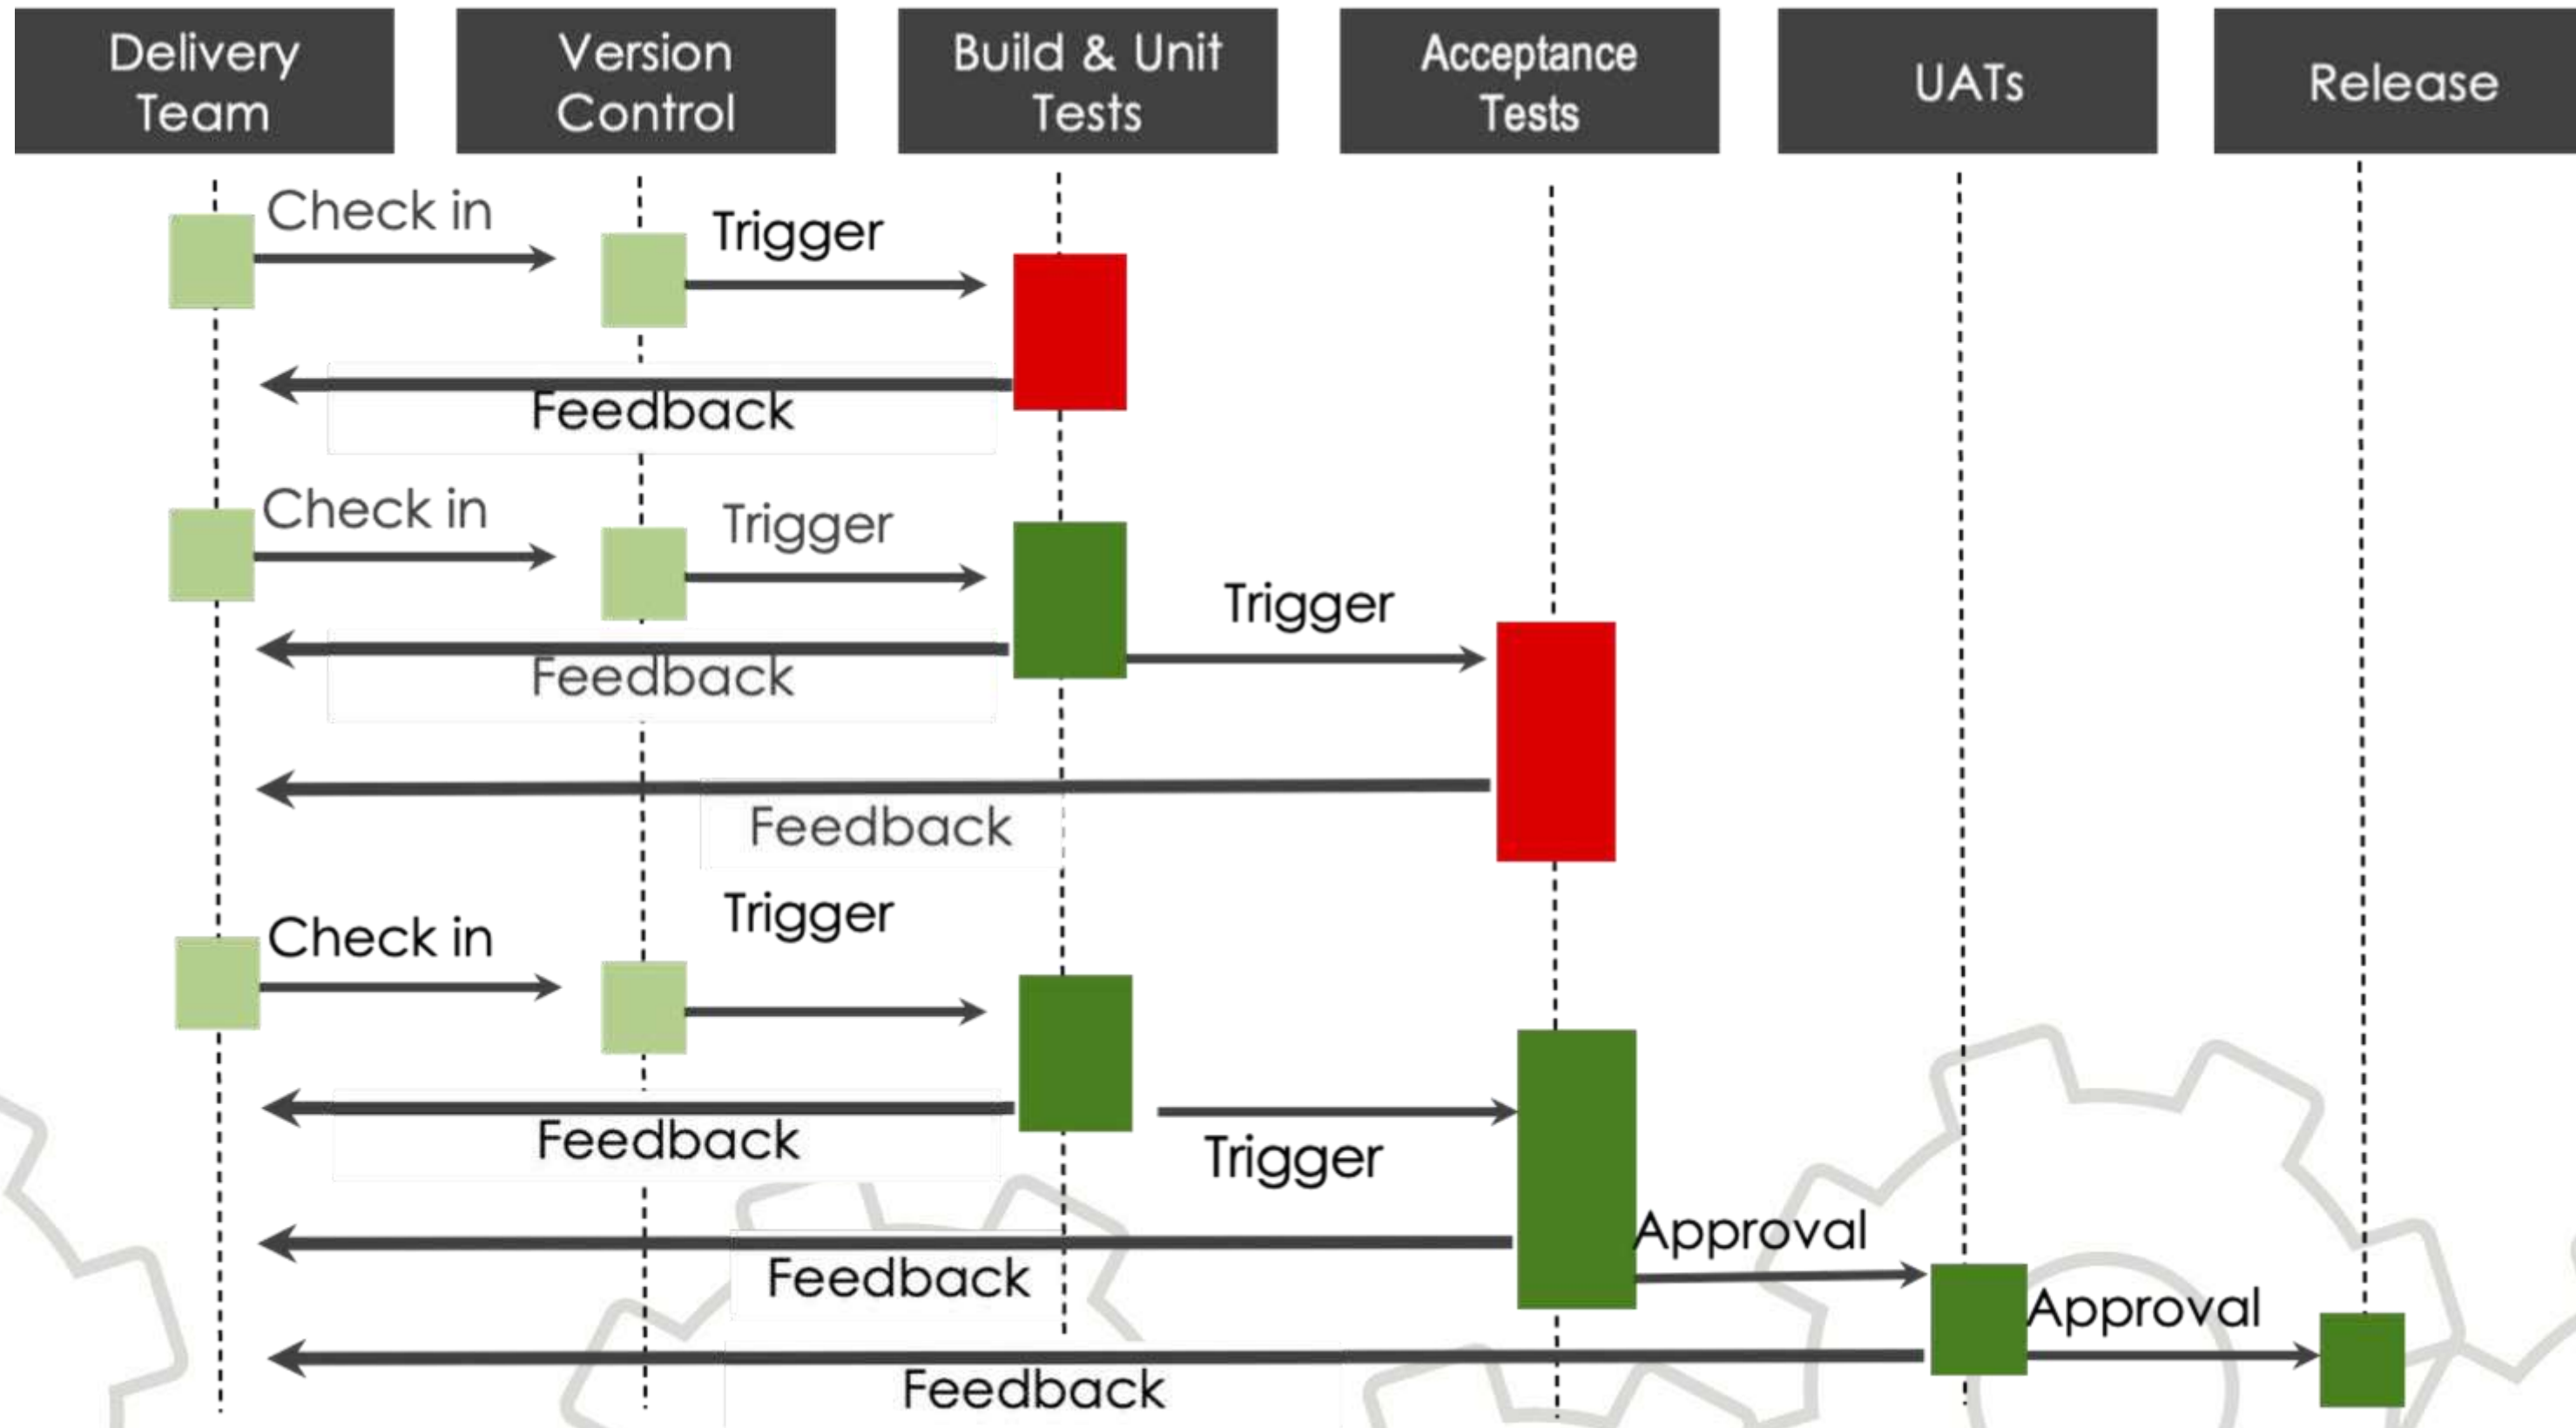 Delivery
Team
Version
Control
Build & Unit
Tests
Acceptance
Tests
UATs
Release
Check in
Trigger
Feedback
Check in
Trigger
Trigger
Feedback
Feedback
Trigger
Check in
Feedback
Trigger
Approval
Feedback
Approval
Feedback